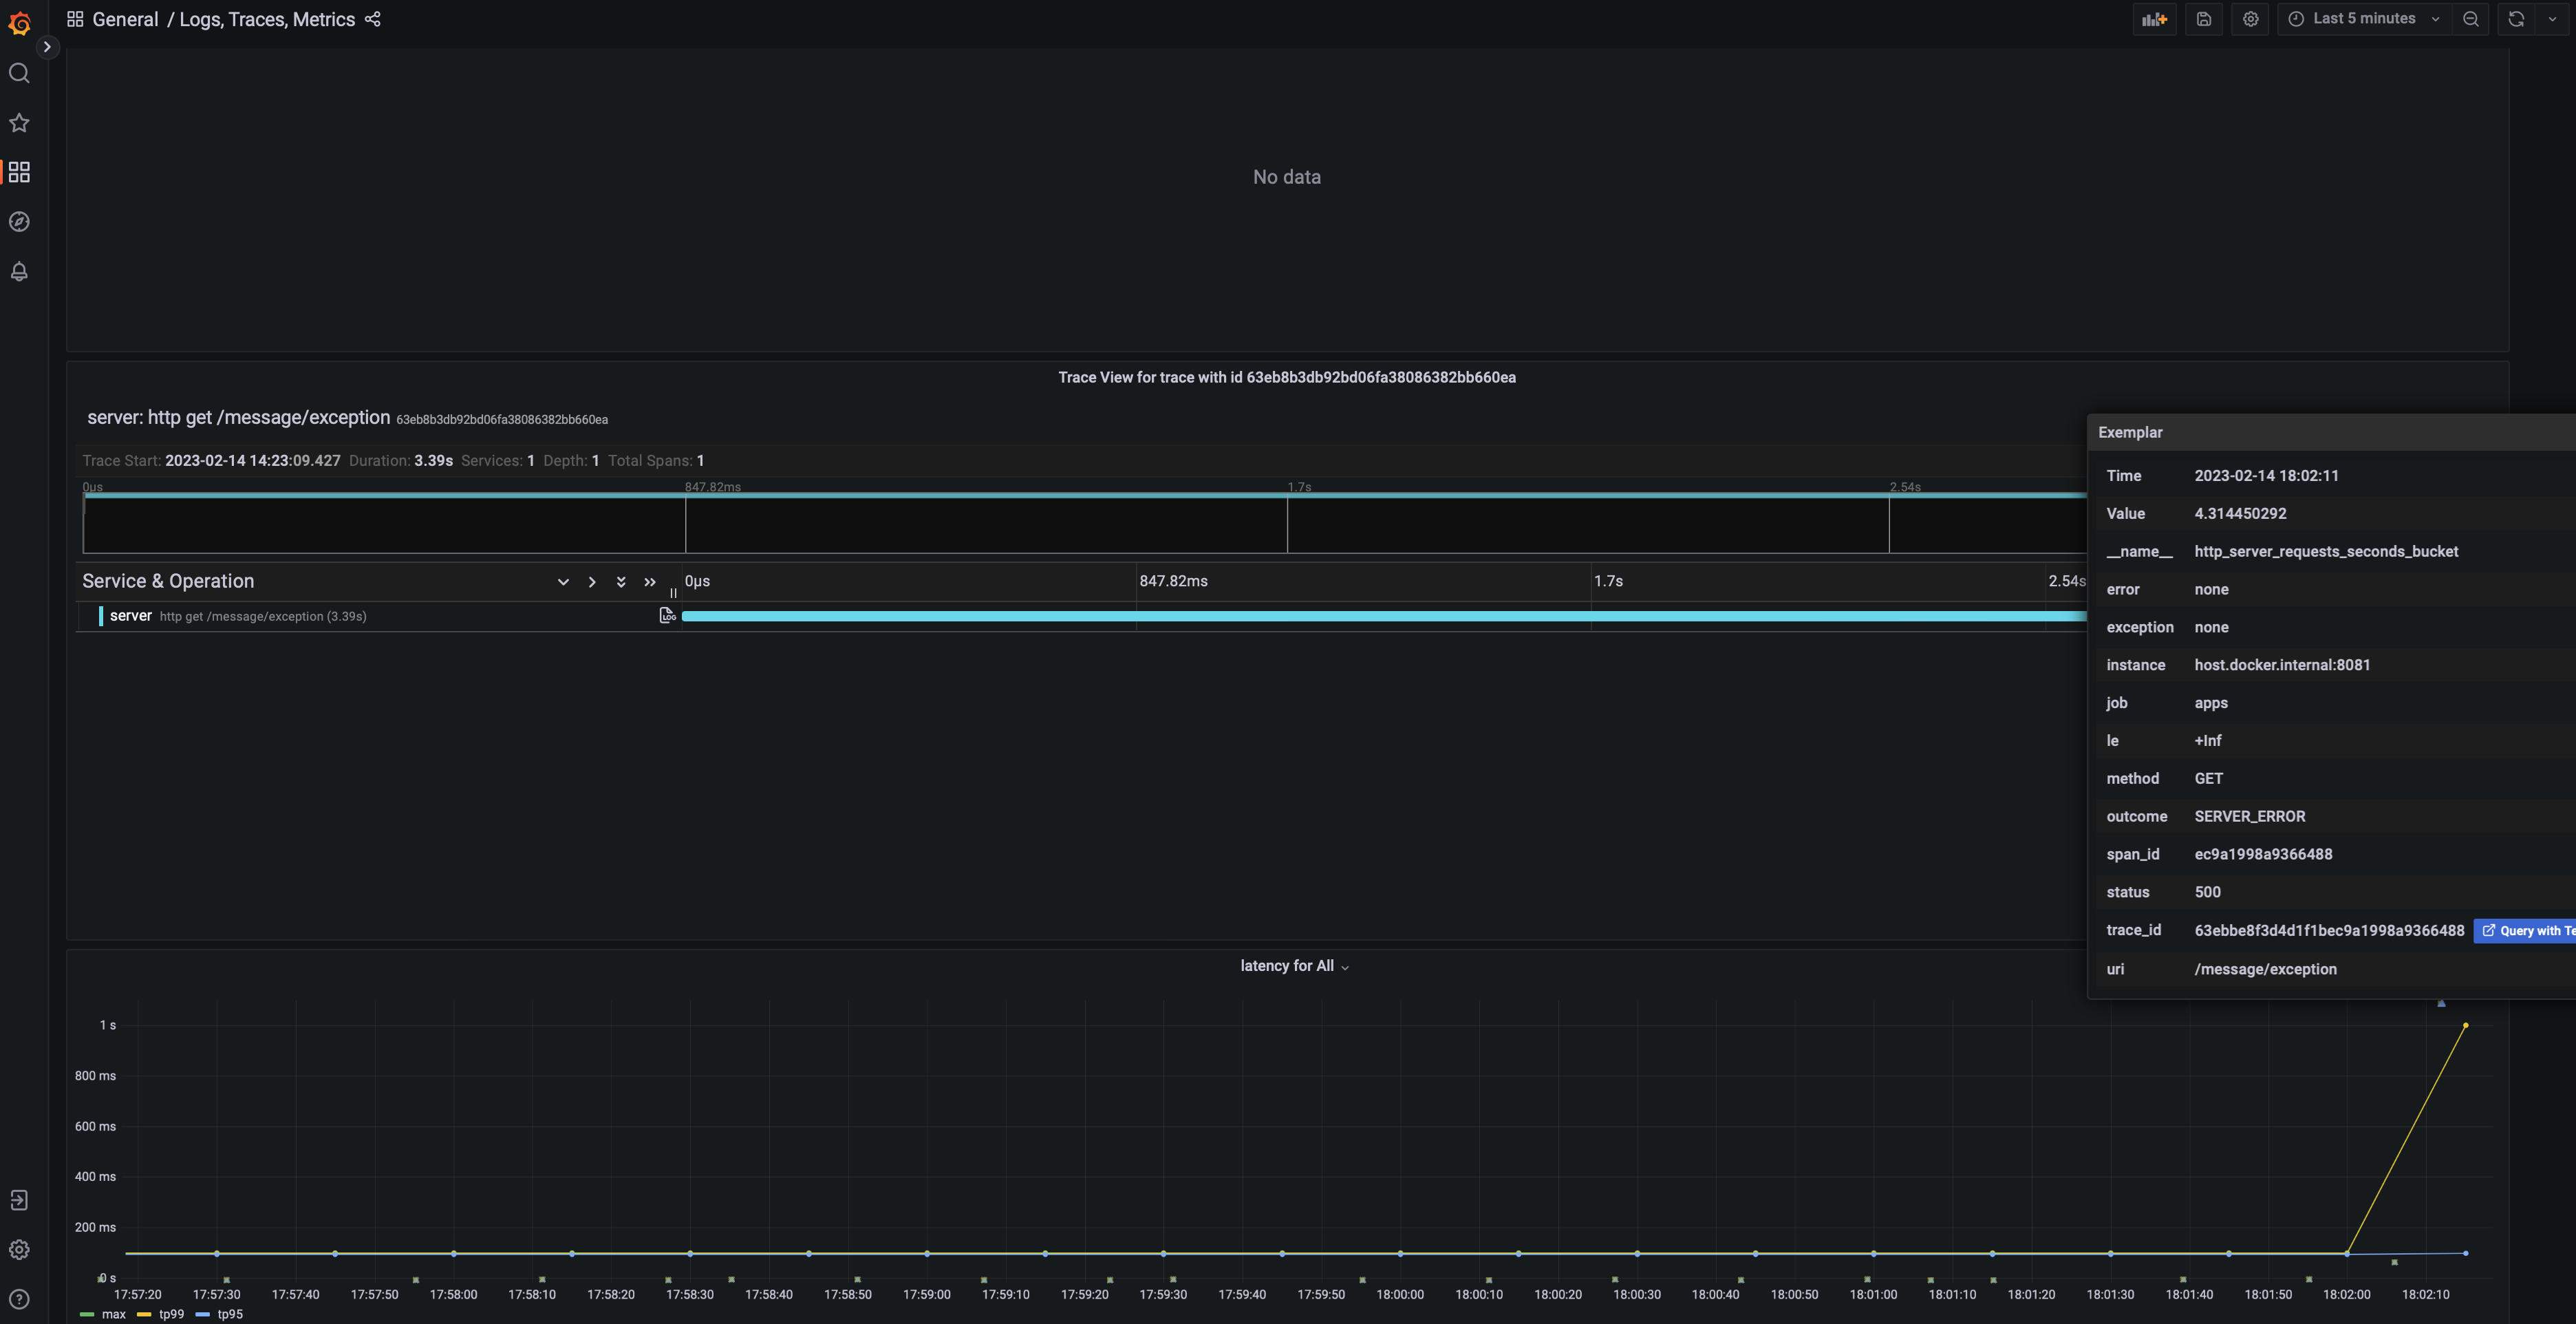 General / Logs, Traces, Metrics
Last 5 minutes
No data
Trace View for trace with id 63eb8b3db92bd06fa38086382bb660ea
server: http get /message/exception 63eb8b3db92bd06fa38086382bb660ea
Trace Start: 2023-02-14 14:23:09.427 Duration: 3.39s Services: 1 Depth: 1 Total Spans: 1
0μs 847.82ms 1.7s 2.54s
Service & Operation 0μs 847.82ms 1.7s 2.54s
server http get /message/exception (3.39s) LOG
Exemplar
Time 2023-02-14 18:02:11
Value 4.314450292
__name__ http_server_requests_seconds_bucket
error none
exception none
instance host.docker.internal:8081
job apps
le +Inf
method GET
outcome SERVER_ERROR
span_id ec9a1998a9366488
status 500
trace_id 63ebbe8f3d4d1f1bec9a1998a9366488 Query with Te
uri /message/exception
latency for All
1 s
800 ms
600 ms
400 ms
200 ms
0 s
17:57:20 17:57:30 17:57:40 17:57:50 17:58:00 17:58:10 17:58:20 17:58:30 17:58:40 17:58:50 17:59:00 17:59:10 17:59:20 17:59:30 17:59:40 17:59:50 18:00:00 18:00:10 18:00:20 18:00:30 18:00:40 18:00:50 18:01:00 18:01:10 18:01:20 18:01:30 18:01:40 18:01:50 18:02:00 18:02:10
max tp99 tp95